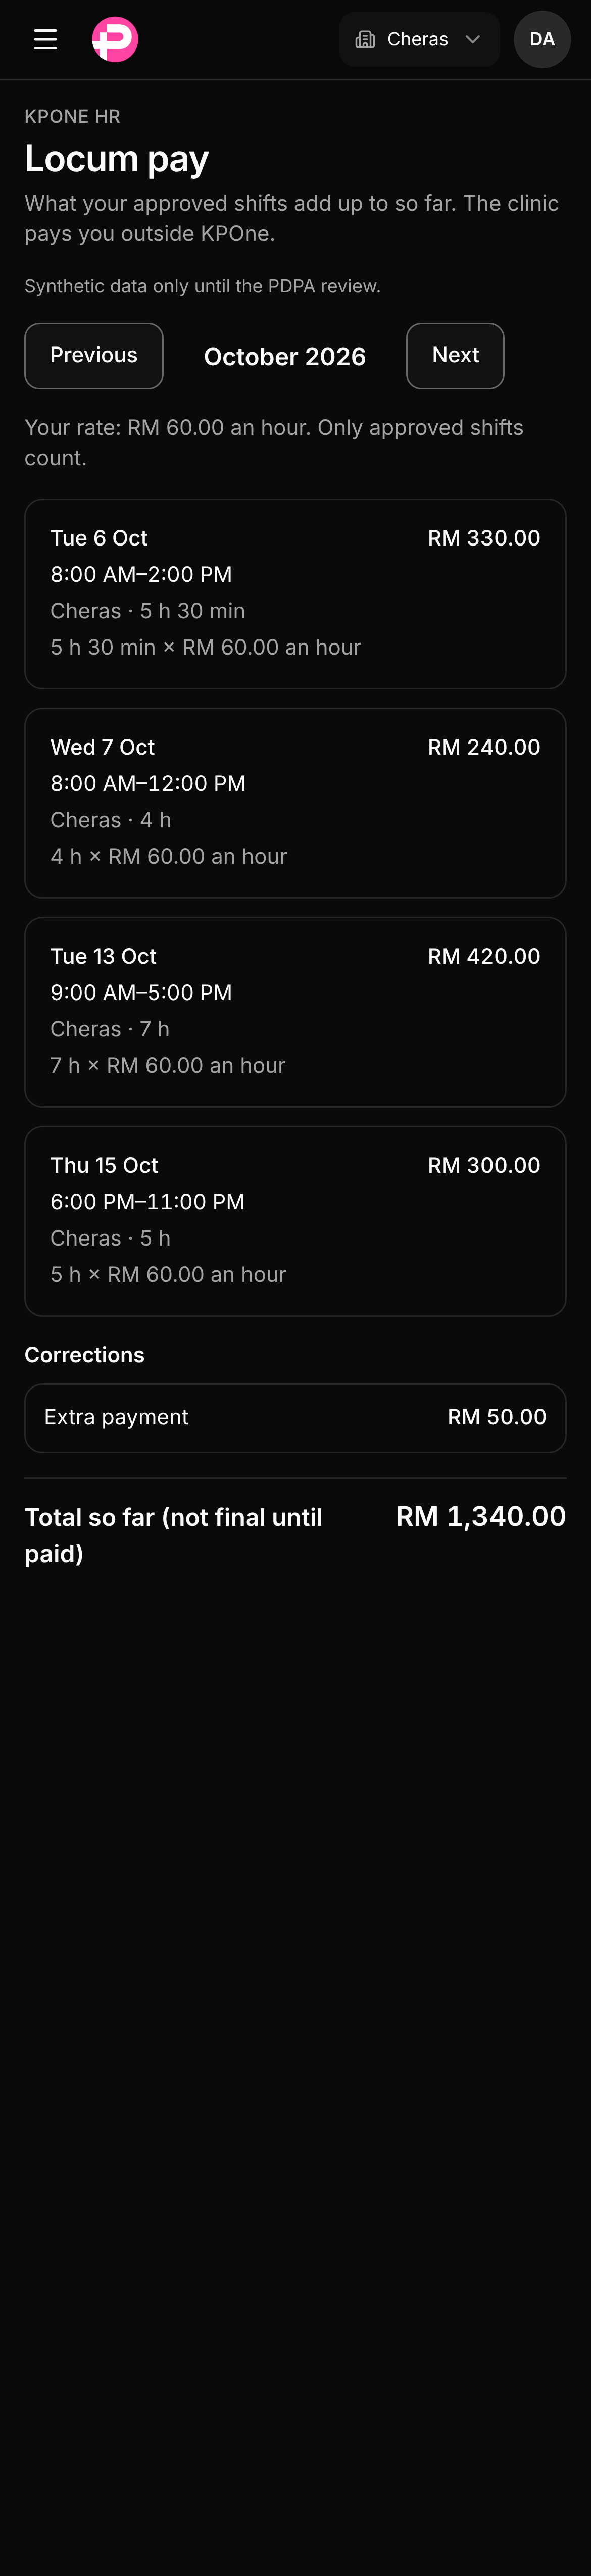 Cheras
DA
KPONE HR
Locum pay
What your approved shifts add up to so far. The clinic
pays you outside KPOne.
Synthetic data only until the PDPA review.
Previous
October 2026
Next
Your rate: RM 60.00 an hour. Only approved shifts
count.
Tue 6 Oct RM 330.00
8:00 AM–2:00 PM
Cheras · 5 h 30 min
5 h 30 min × RM 60.00 an hour
Wed 7 Oct RM 240.00
8:00 AM–12:00 PM
Cheras · 4 h
4 h × RM 60.00 an hour
Tue 13 Oct RM 420.00
9:00 AM–5:00 PM
Cheras · 7 h
7 h × RM 60.00 an hour
Thu 15 Oct RM 300.00
6:00 PM–11:00 PM
Cheras · 5 h
5 h × RM 60.00 an hour
Corrections
Extra payment RM 50.00
Total so far (not final until RM 1,340.00
paid)